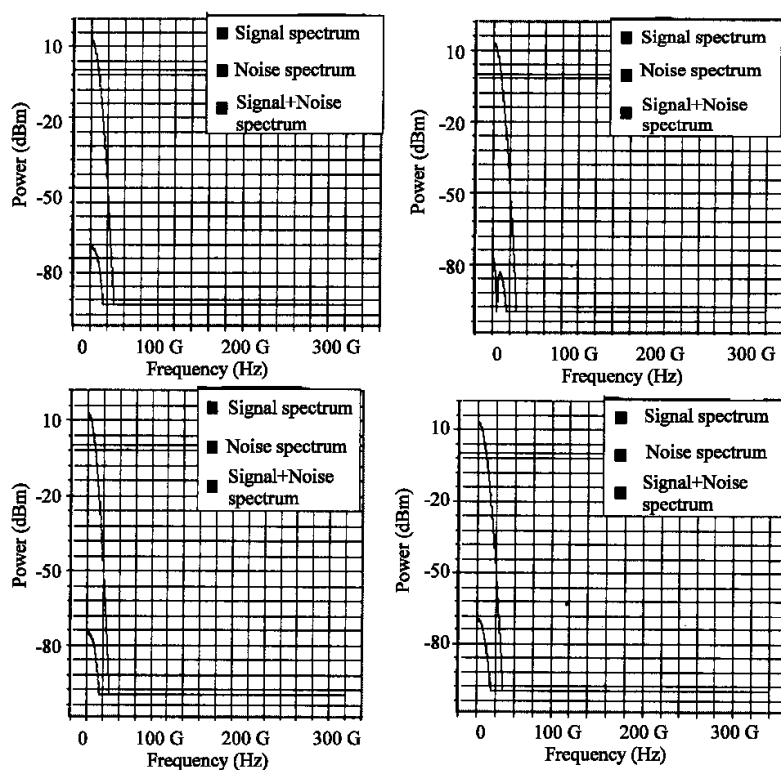 10
-20
-50
-80
Power (dBm)
Signal spectrum
Noise spectrum
Signal+Noise
spectrum
0 100 G 200 G 300 G
Frequency (Hz)
10
-20
-50
-80
Power (dBm)
Signal spectrum
Noise spectrum
Signal+Noise
spectrum
0 100 G 200 G 300 G
Frequency (Hz)
10
-20
-50
-80
Power (dBm)
Signal spectrum
Noise spectrum
Signal+Noise
spectrum
0 100 G 200 G 300 G
Frequency (Hz)
10
-20
-50
-80
Power (dBm)
Signal spectrum
Noise spectrum
Signal+Noise
spectrum
0 100 G 200 G 300 G
Frequency (Hz)